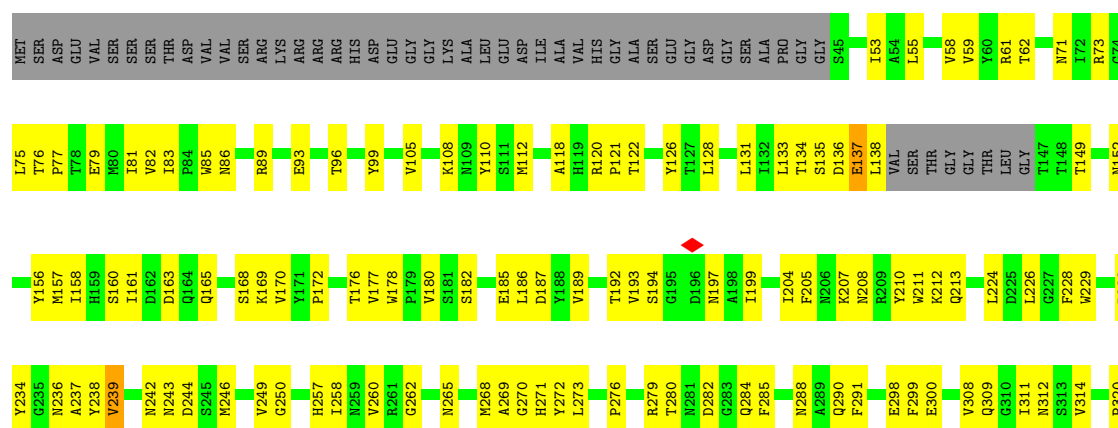 MET SER ASP GLU VAL SER SER SER THR ASP VAL VAL SER ARG LYS ARG ARG ARG HIS ASP GLU GLY GLY LYS ALA LEU GLU ASP ILE ALA VAL HIS GLY ALA SER GLU GLY ASP GLY SER ALA PRO GLY GLY S45 I53 A54 L55 V58 V59 Y60 R61 T62 N71 I72 R73 G74
L75 T76 P77 T78 E79 M80 I81 V82 I83 P84 W85 N86 R89 E93 T96 Y99 V105 K108 N109 Y110 S111 M112 A118 H119 R120 P121 T122 Y126 T127 L128 L131 I132 L133 T134 S135 D136 E137 L138 VAL SER THR GLY GLY THR LEU GLY T147 T148 T149 N152
Y156 M157 I158 H159 S160 I161 D162 D163 Q164 Q165 S168 K169 V170 Y171 P172 T176 V177 W178 P179 V180 S181 S182 E185 L186 D187 Y188 V189 T192 V193 S194 G195 D196 N197 A198 I199 I204 F205 N206 K207 N208 R209 Y210 W211 K212 Q213 L224 D225 L226 G227 F228 W229
Y234 G235 N236 A237 Y238 V239 N242 N243 D244 S245 M246 V249 G250 H257 I258 N259 V260 R261 G262 N265 M268 A269 G270 H271 Y272 L273 P276 R279 T280 N281 D282 G283 Q284 F285 N288 A289 Q290 F291 E298 F299 E300 V308 Q309 G310 I311 N312 S313 V314